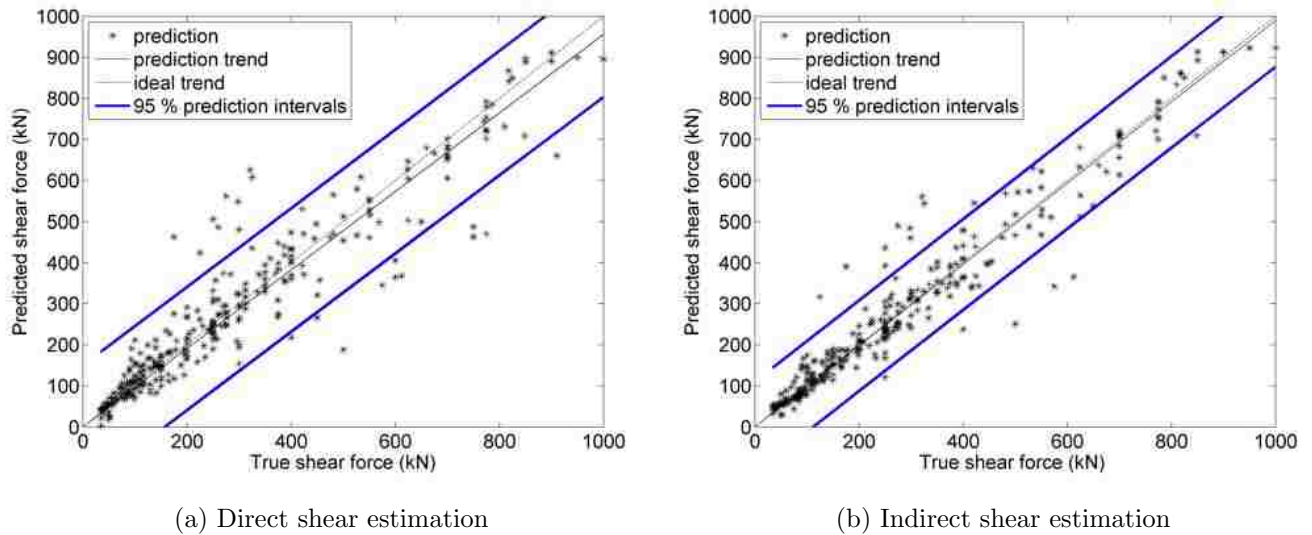 1000
900
800
700
600
500
400
300
200
100
0
Predicted shear force (kN)
prediction
prediction trend
ideal trend
95 % prediction intervals
0 200 400 600 800 1000
True shear force (kN)
(a) Direct shear estimation
1000
900
800
700
600
500
400
300
200
100
0
Predicted shear force (kN)
prediction
prediction trend
ideal trend
95 % prediction intervals
0 200 400 600 800 1000
True shear force (kN)
(b) Indirect shear estimation